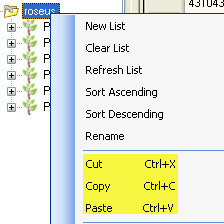 roseus
431043
P
New List
P
Clear List
P
Refresh List
P
Sort Ascending
P
Sort Descending
P
Rename
Cut Ctrl+X
Copy Ctrl+C
Paste Ctrl+V